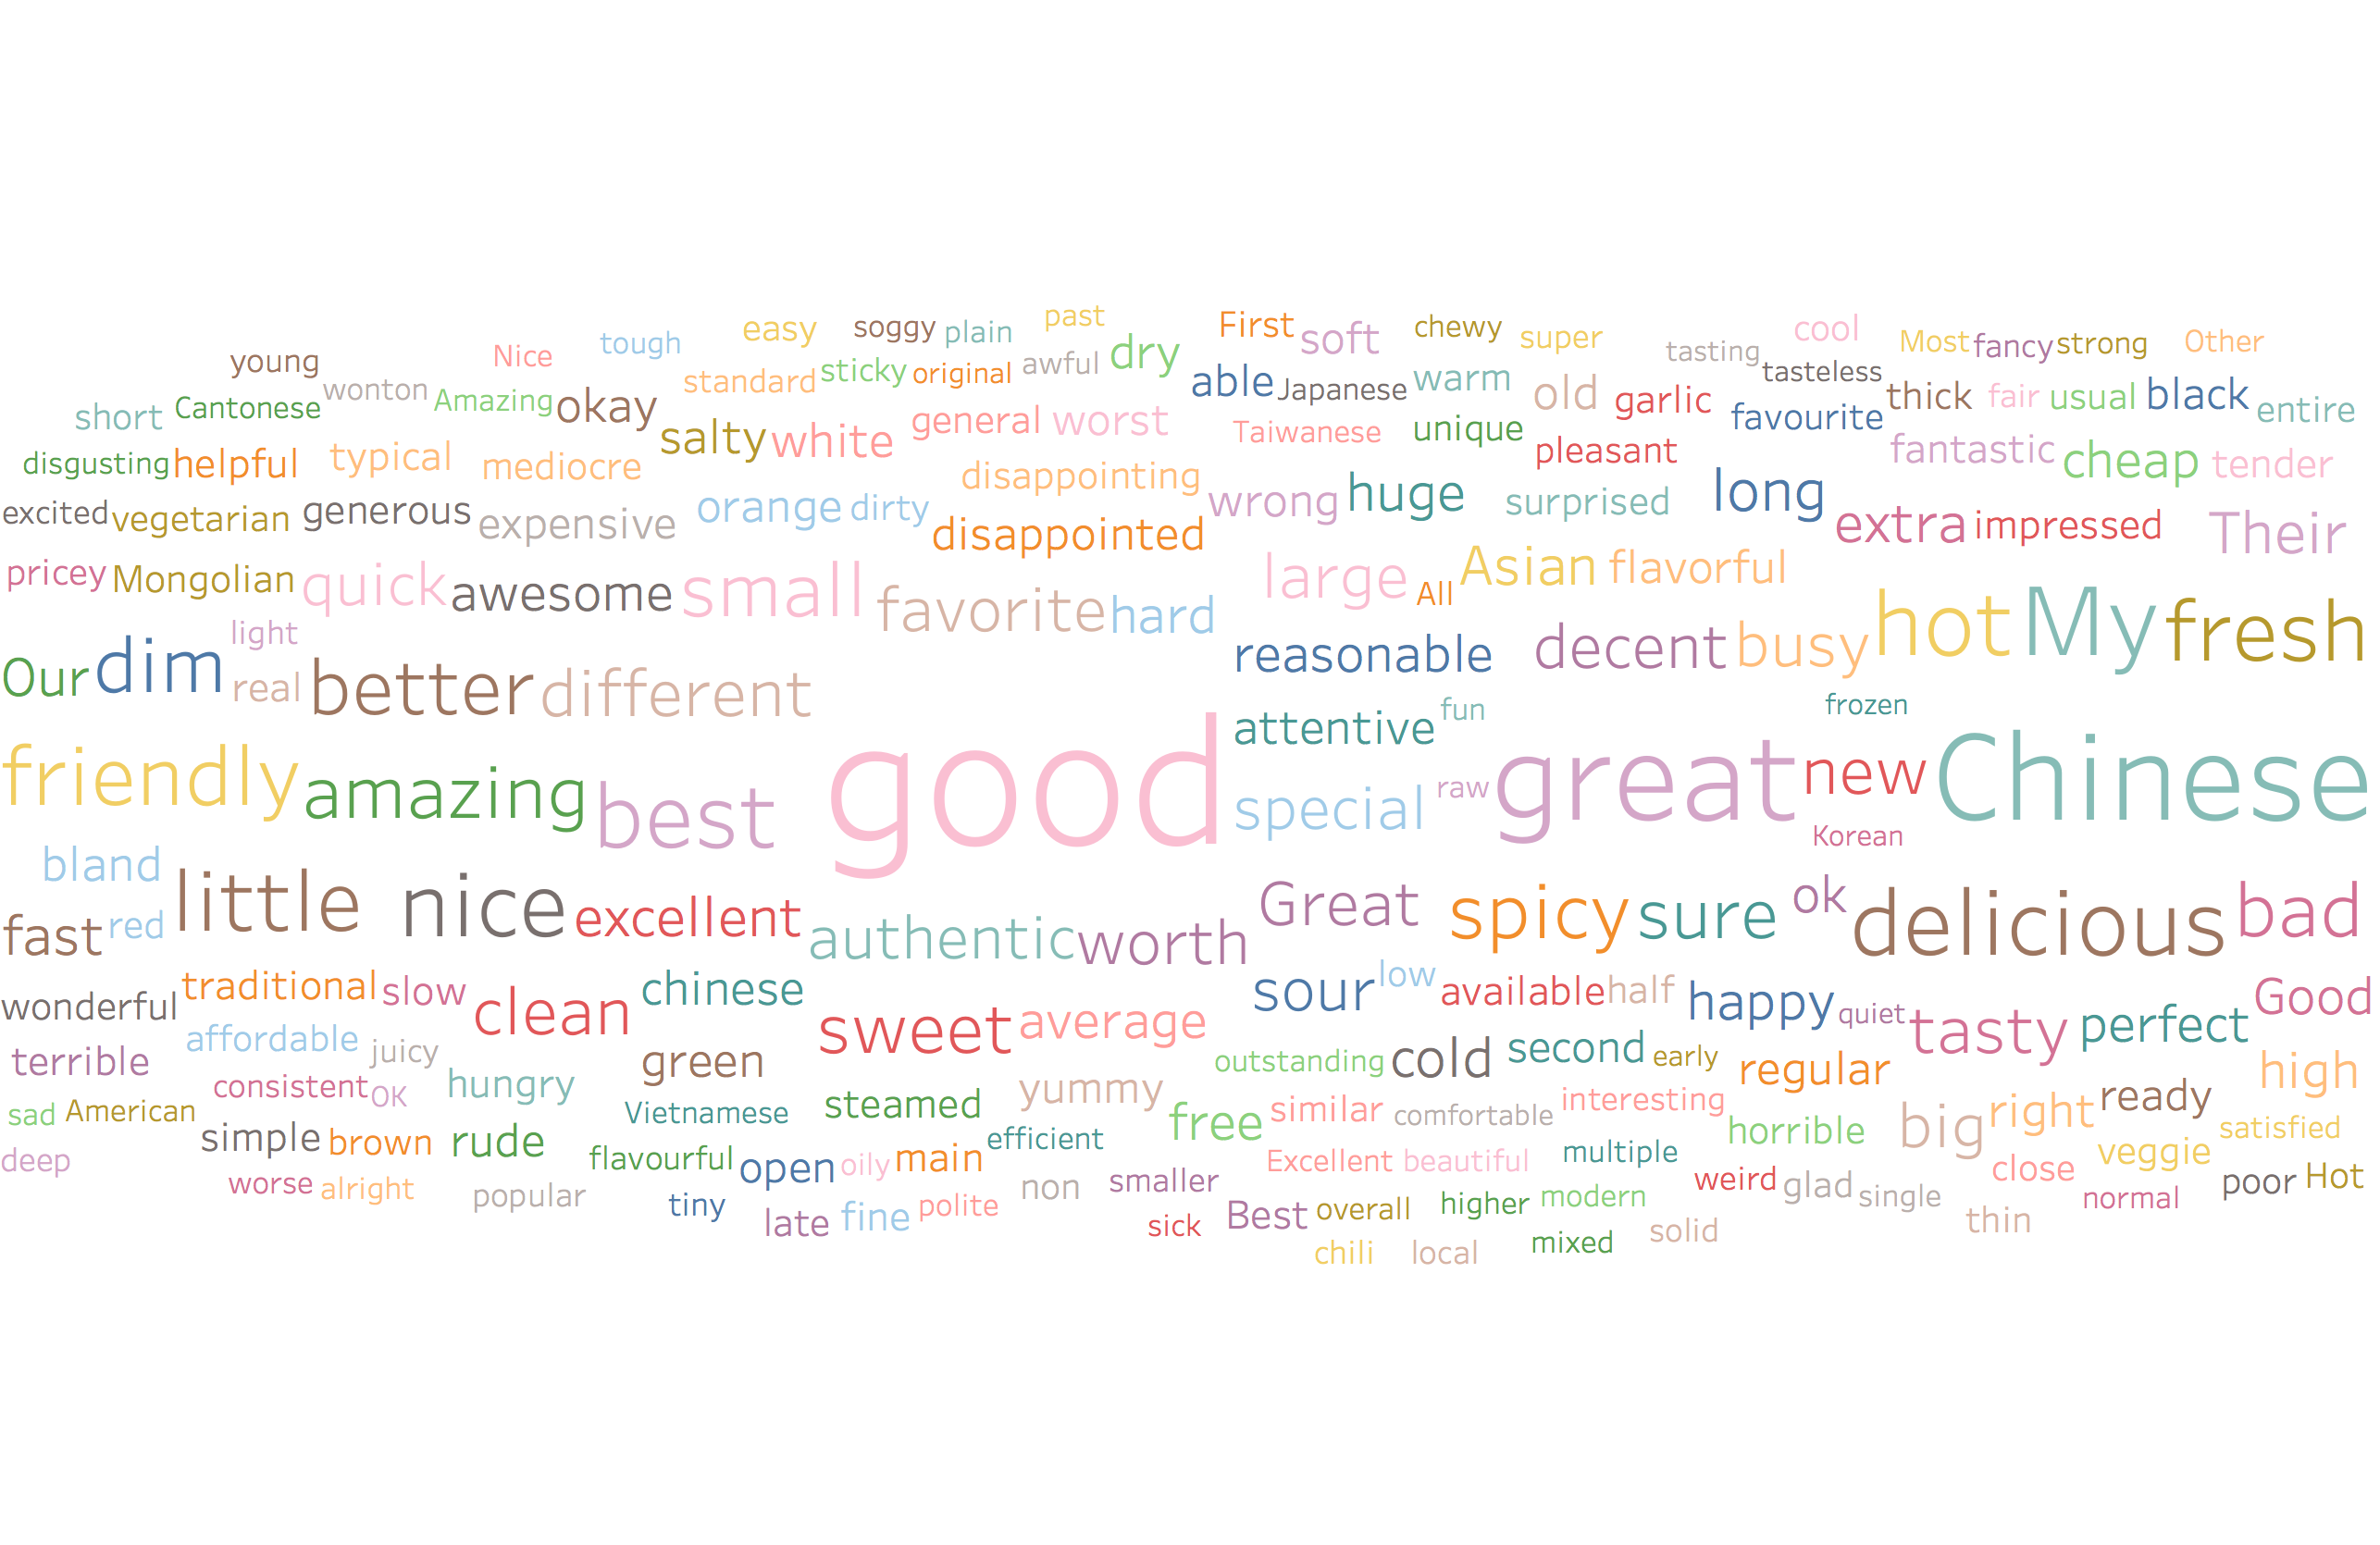 past
easy soggy plain First soft chewy super cool Most fancy strong Other
young Nice tough awful dry tasting tasteless
wonton standard sticky original able Japanese warm old garlic favourite thick fair usual black entire
short Cantonese Amazing okay general worst Taiwanese unique pleasant
salty white fantastic cheap tender
disgusting helpful typical mediocre disappointing wrong huge surprised long
excited vegetarian generous expensive orange dirty disappointed extra impressed Their
pricey Mongolian quick awesome small favorite hard large All Asian flavorful
light hot My fresh
Our dim real better different reasonable decent busy
attentive fun frozen
friendly amazing best good special raw great new Chinese
Korean
bland little nice excellent Great spicy sure ok delicious bad
fast red authentic worth
wonderful traditional slow clean chinese sour low available half happy quiet Good
affordable juicy sweet average tasty perfect
terrible green outstanding cold second early regular high
consistent OK hungry yummy
sad American Vietnamese steamed free similar comfortable interesting big right ready
simple brown rude efficient horrible satisfied
deep flavourful open oily main Excellent beautiful multiple close veggie
worse alright popular non smaller weird glad single normal poor Hot
tiny late fine polite sick Best overall higher modern thin
chili local mixed solid